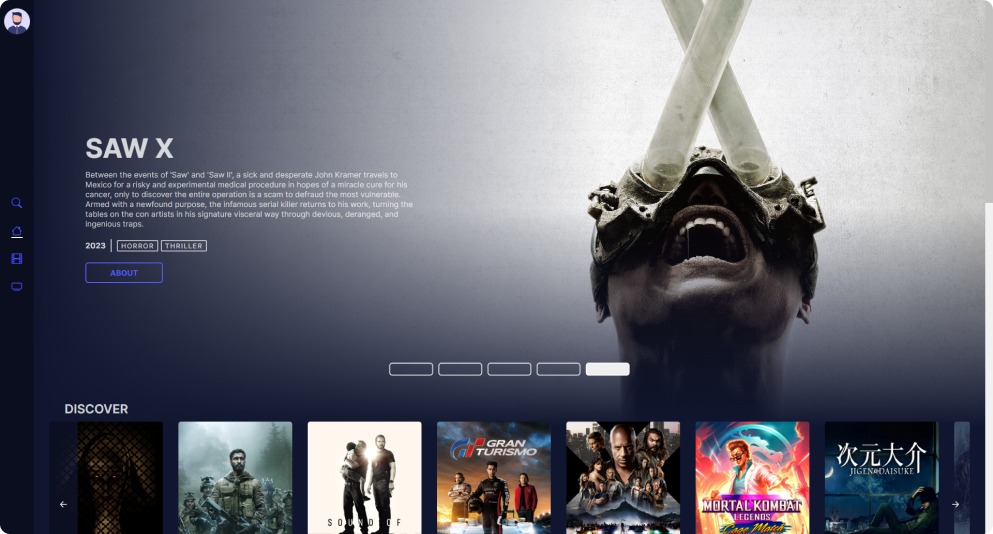 SAW X
Between the events of 'Saw' and 'Saw II', a sick and desperate John Kramer travels to
Mexico for a risky and experimental medical procedure in hopes of a miracle cure for his
cancer, only to discover the entire operation is a scam to defraud the most vulnerable.
Armed with a newfound purpose, the infamous serial killer returns to his work, turning the
tables on the con artists in his signature visceral way through devious, deranged, and
ingenious traps.
2023 HORROR THRILLER
ABOUT
DISCOVER
GRAN
TURISMO
次元大介
JIGEN DAISUKE
MORTAL KOMBAT
LEGENDS
Cage Match
SOUND OF